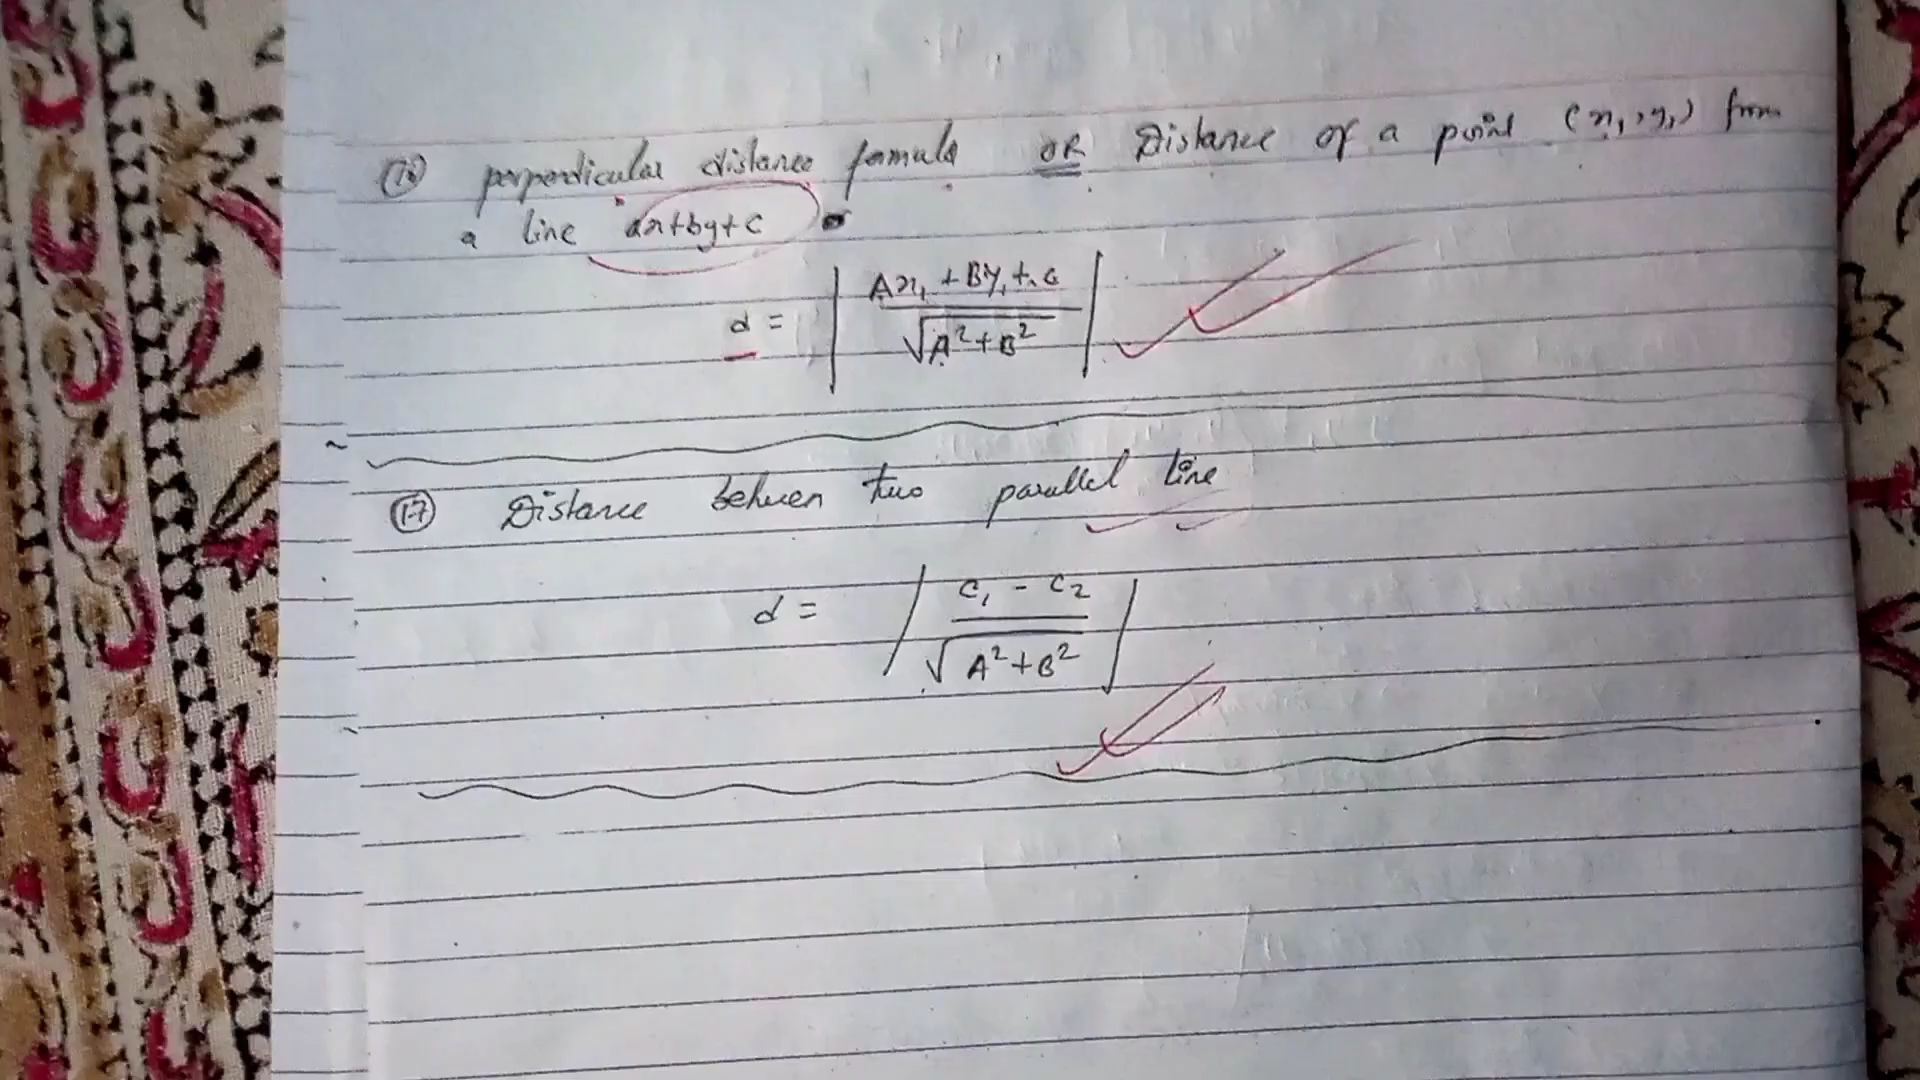 (16) perpendicular distance formula OR Distance of a point (x₁,y₁) from
a line ax+by+c
d = | Ax₁ + By₁ + c / √A²+B² |
(17) Distance between two parallel line
d = | C₁ - C₂ / √A²+B² |